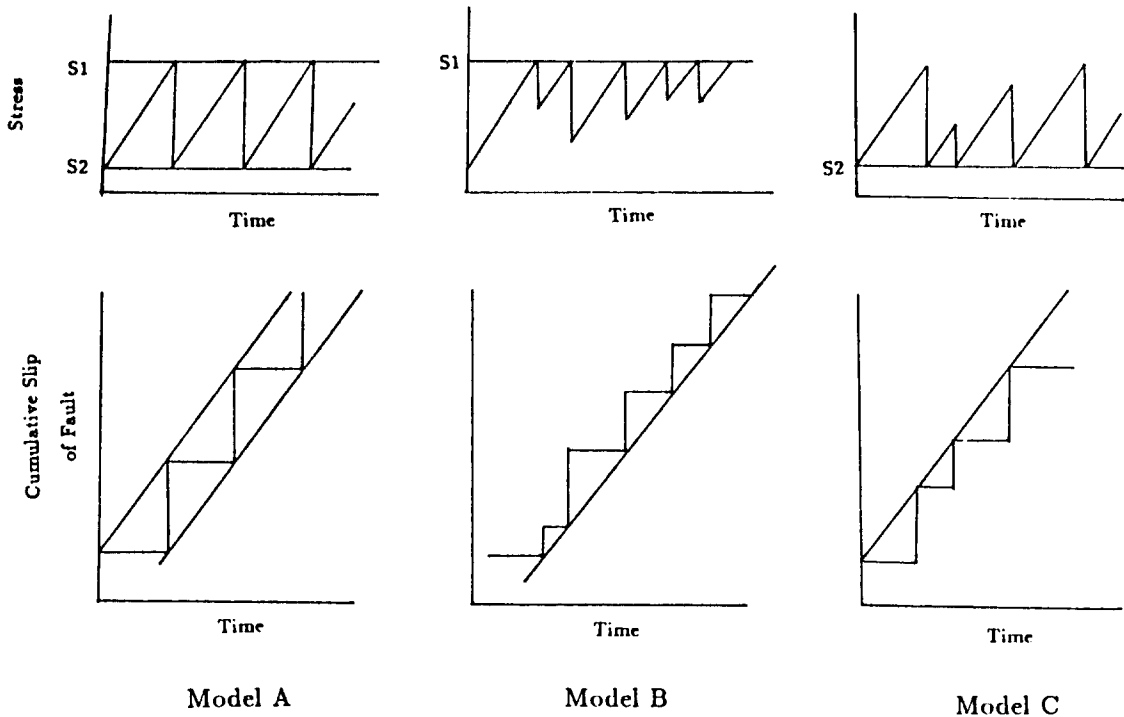 Stress
S1
S2
Time
S1
Time
S2
Time
Cumulative Slip
of Fault
Time
Time
Time
Model A
Model B
Model C